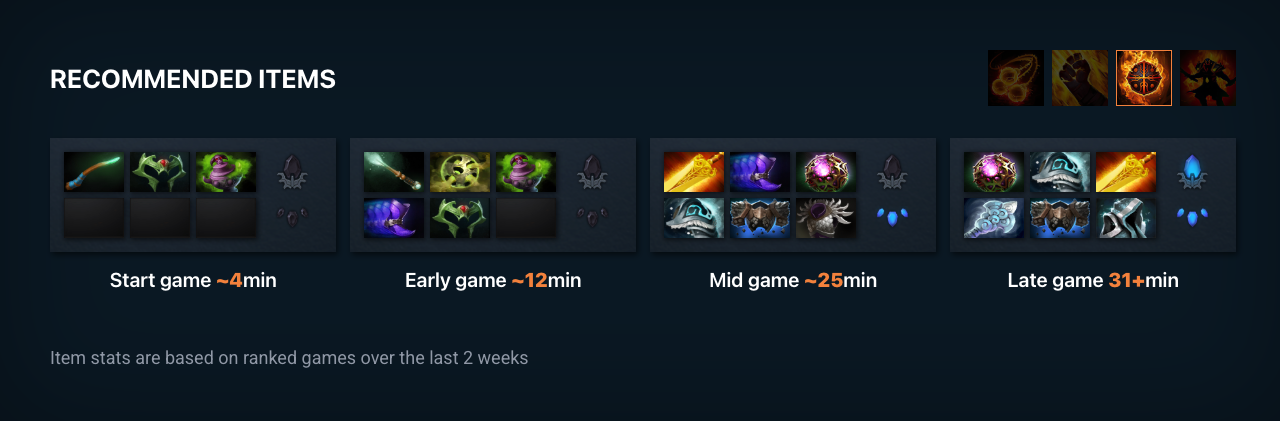 RECOMMENDED ITEMS
Start game ~4min
Early game ~12min
Mid game ~25min
Late game 31+min
Item stats are based on ranked games over the last 2 weeks